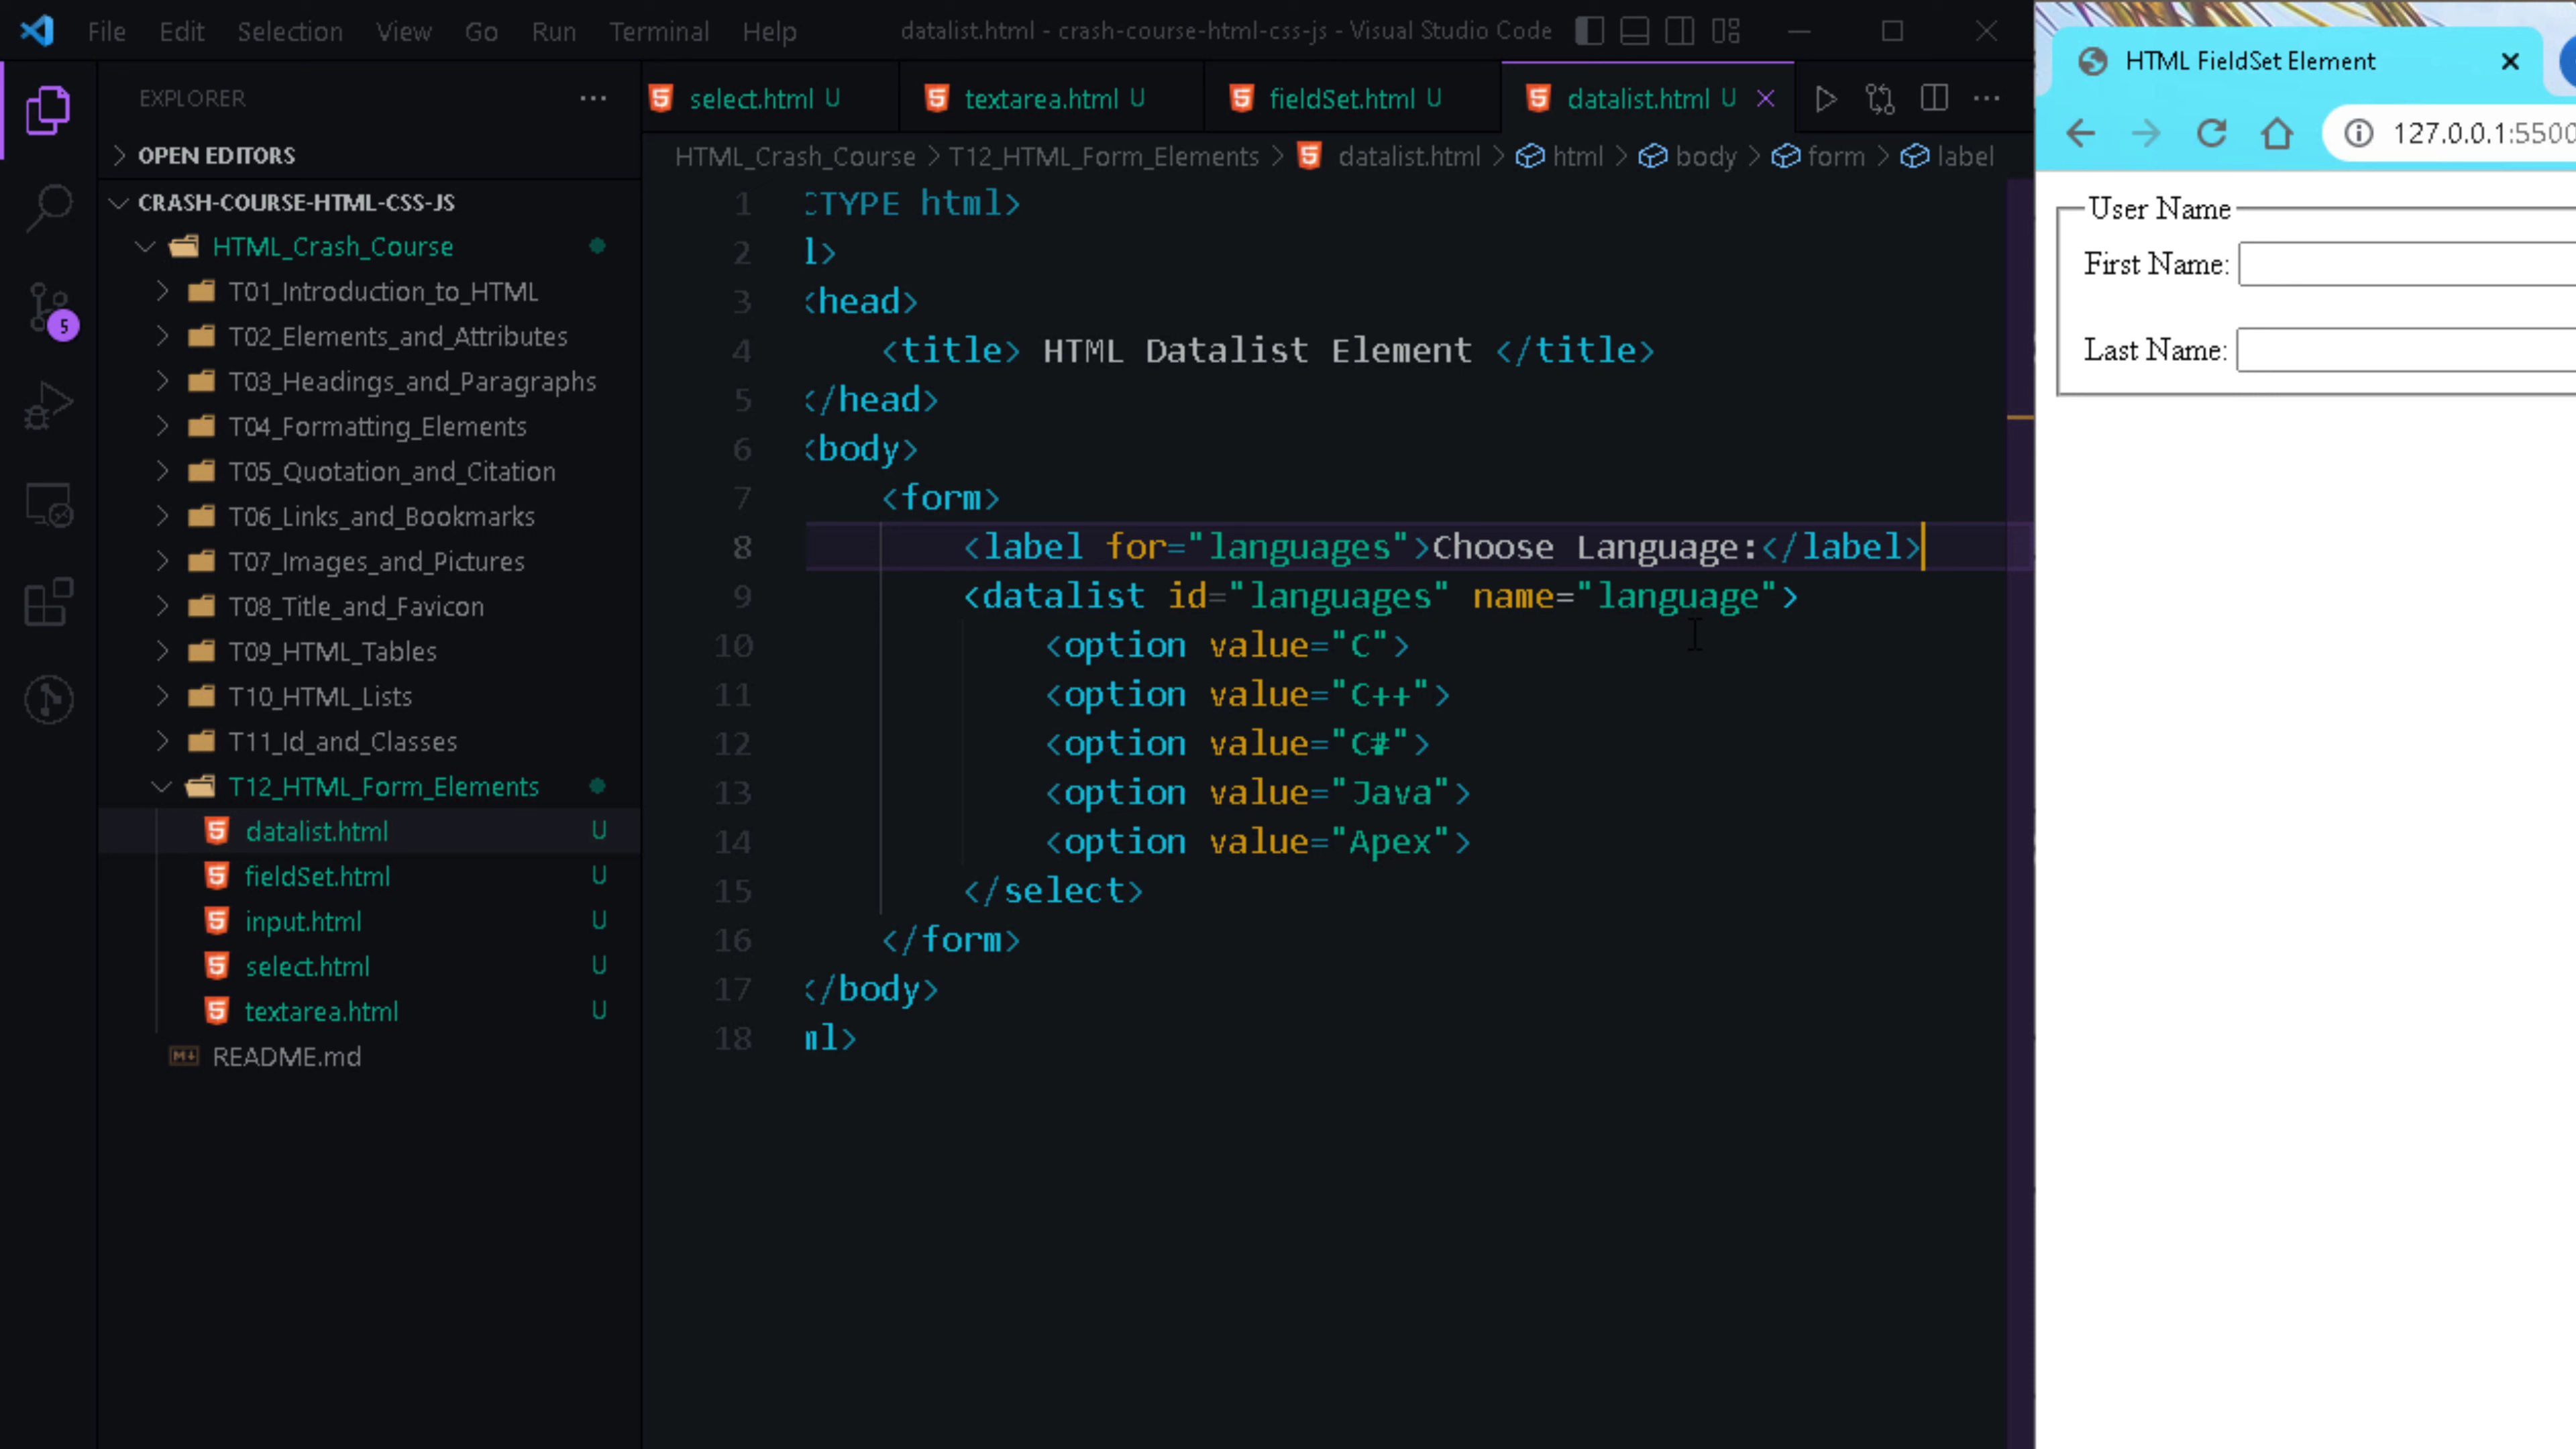 File Edit Selection View Go Run Terminal Help
datalist.html - crash-course-html-css-js - Visual Studio Code
EXPLORER
OPEN EDITORS
CRASH-COURSE-HTML-CSS-JS
HTML_Crash_Course
T01_Introduction_to_HTML
T02_Elements_and_Attributes
T03_Headings_and_Paragraphs
T04_Formatting_Elements
T05_Quotation_and_Citation
T06_Links_and_Bookmarks
T07_Images_and_Pictures
T08_Title_and_Favicon
T09_HTML_Tables
T10_HTML_Lists
T11_Id_and_Classes
T12_HTML_Form_Elements
datalist.html U
fieldSet.html U
input.html U
select.html U
textarea.html U
README.md
5
select.html U textarea.html U fieldSet.html U datalist.html U
HTML_Crash_Course > T12_HTML_Form_Elements > datalist.html > html > body > form > label
1 CTYPE html>
2 l>
3 <head>
4 <title> HTML Datalist Element </title>
5 </head>
6 <body>
7 <form>
8 <label for="languages">Choose Language:</label>
9 <datalist id="languages" name="language">
10 <option value="C">
11 <option value="C++">
12 <option value="C#">
13 <option value="Java">
14 <option value="Apex">
15 </select>
16 </form>
17 </body>
18 ml>
HTML FieldSet Element
127.0.0.1:5500
User Name
First Name:
Last Name: